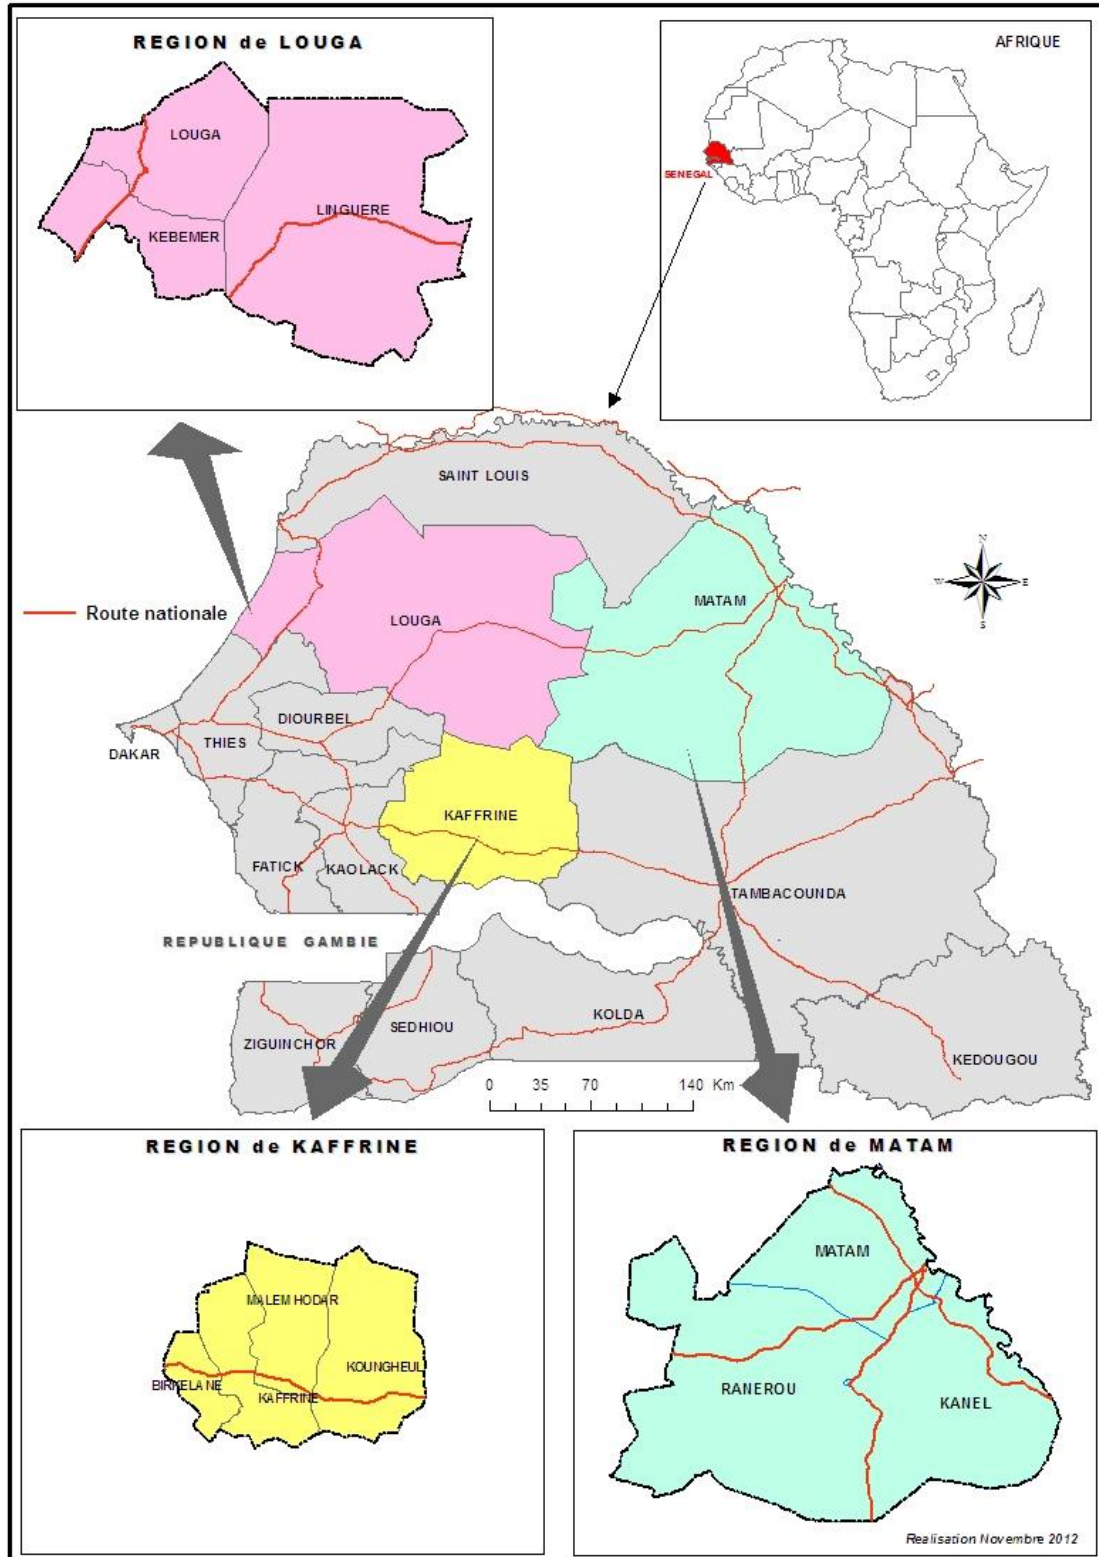 REGION de LOUGA
LOUGA
LINGUERE
KEBEMER
AFRIQUE
SENEGAL
SAINT LOUIS
N
W
E
S
MATAM
Route nationale
LOUGA
DIOURBEL
THIES
DAKAR
KAFFRINE
FATICK
KAOLACK
TAMBACOUNDA
REPUBLIQUE GAMBIE
KOLDA
SEDHIOU
ZIGUINCHOR
KEDOUGOU
0 35 70 140 Km
REGION de KAFFRINE
MALEM HODAR
KOUNGHEUL
BIRKELANE
KAFFRINE
REGION de MATAM
MATAM
RANEROU
KANEL
Realisation Novembre 2012